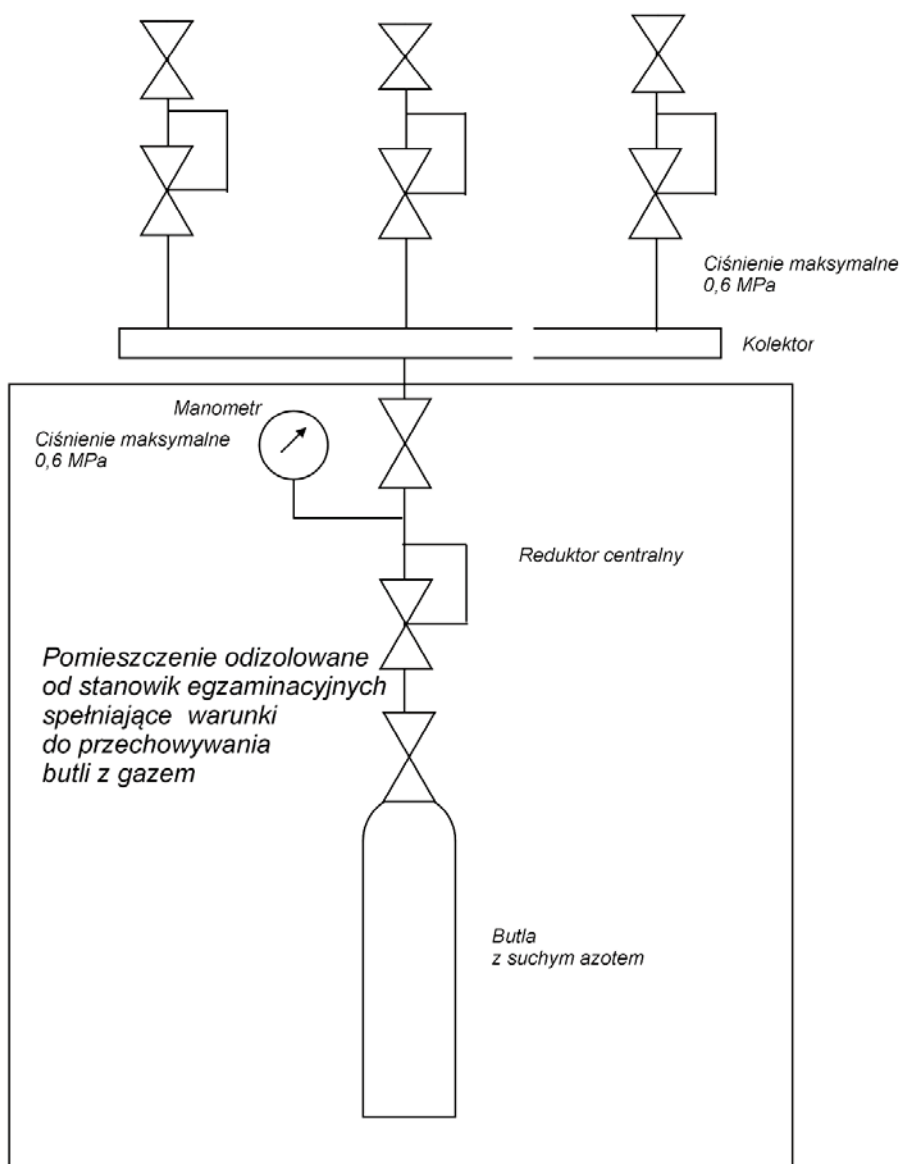 Ciśnienie maksymalne
0,6 MPa
Kolektor
Manometr
Ciśnienie maksymalne
0,6 MPa
Reduktor centralny
Pomieszczenie odizolowane
od stanowik egzaminacyjnych
spełniające warunki
do przechowywania
butli z gazem
Butla
z suchym azotem